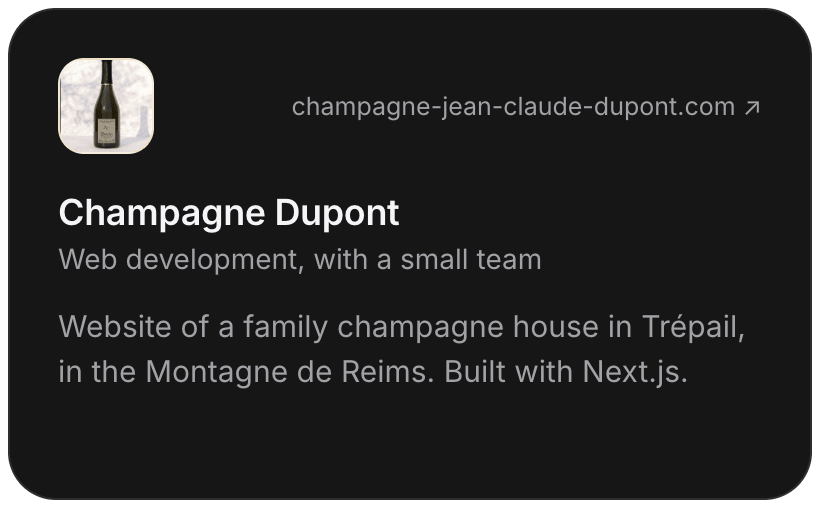 champagne-jean-claude-dupont.com ↗
Champagne Dupont
Web development, with a small team
Website of a family champagne house in Trépail,
in the Montagne de Reims. Built with Next.js.